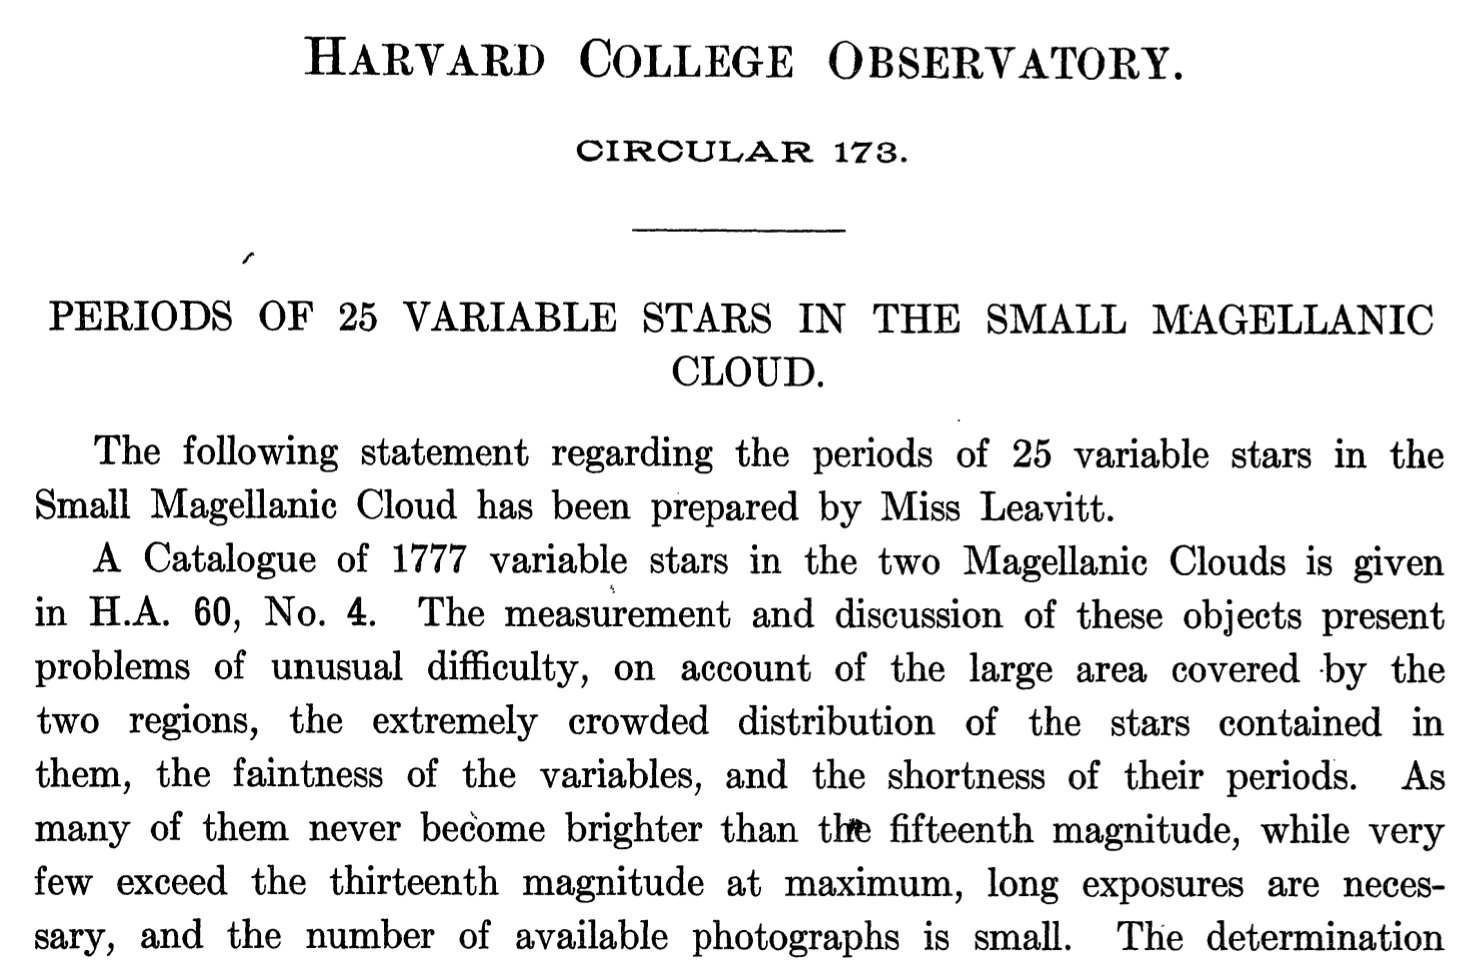 HARVARD COLLEGE OBSERVATORY.
CIRCULAR 173.
PERIODS OF 25 VARIABLE STARS IN THE SMALL MAGELLANIC
CLOUD.
The following statement regarding the periods of 25 variable stars in the
Small Magellanic Cloud has been prepared by Miss Leavitt.
A Catalogue of 1777 variable stars in the two Magellanic Clouds is given
in H.A. 60, No. 4. The measurement and discussion of these objects present
problems of unusual difficulty, on account of the large area covered by the
two regions, the extremely crowded distribution of the stars contained in
them, the faintness of the variables, and the shortness of their periods. As
many of them never become brighter than the fifteenth magnitude, while very
few exceed the thirteenth magnitude at maximum, long exposures are neces-
sary, and the number of available photographs is small. The determination